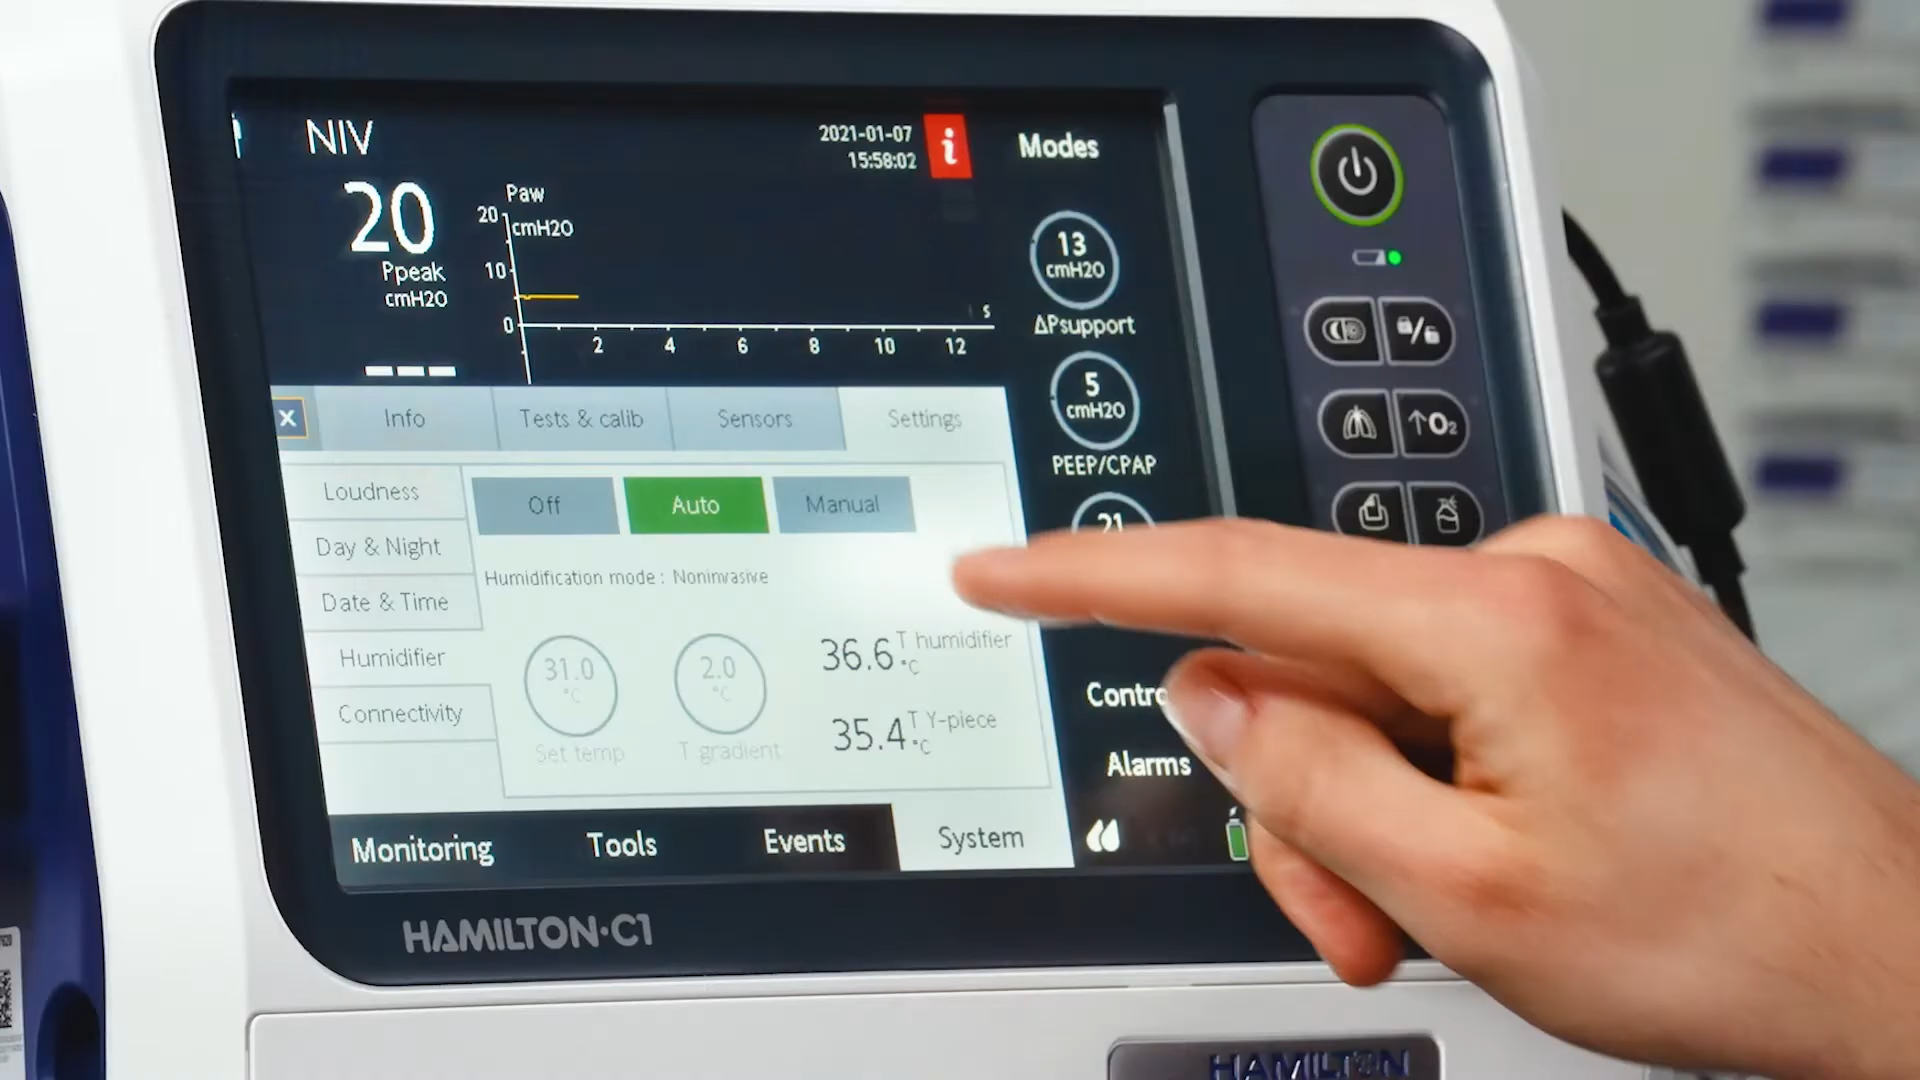 NIV
2021-01-07
15:58:02
i
Modes
20
Ppeak
cmH2O
Paw
cmH2O
20
10
0
2 4 6 8 10 12
s
13
cmH2O
ΔPsupport
5
cmH2O
PEEP/CPAP
21
X Info Tests & calib Sensors Settings
Loudness
Day & Night
Date & Time
Humidifier
Connectivity
Off Auto Manual
Humidification mode : Noninvasive
31.0
°C
Set temp
2.0
°C
T gradient
36.6 T humidifier
°C
35.4 T Y-piece
°C
Contro
Alarms
Monitoring Tools Events System
↑O2
HAMILTON·C1
HAMILTON